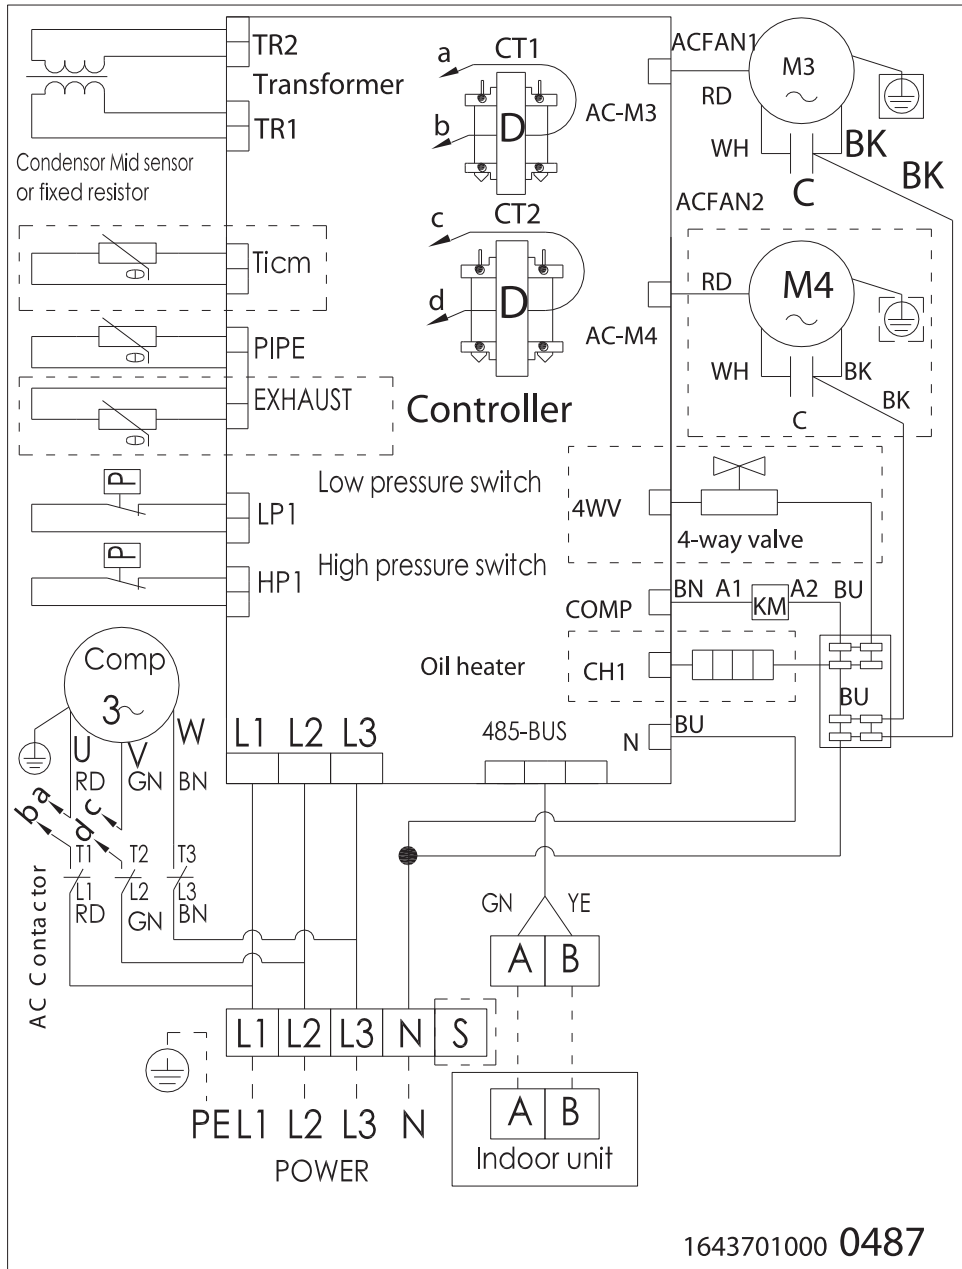 TR2
Transformer
TR1
Condensor Mid sensor
or fixed resistor
Ticm
PIPE
EXHAUST
P
LP1
Low pressure switch
P
HP1
High pressure switch
a
CT1
b
D
c
CT2
d
D
Controller
ACFAN1
M3
AC-M3
RD
WH
BK
C
BK
ACFAN2
M4
AC-M4
RD
WH
BK
C
BK
4WV
4-way valve
COMP
BN
A1
KM
A2
BU
Oil heater
CH1
BU
N
BU
485-BUS
Comp
3~
U
V
W
RD
GN
BN
b
a
d
c
T1
T2
T3
L1
L2
L3
RD
GN
BN
AC Contactor
L1
L2
L3
GN
YE
A
B
L1
L2
L3
N
S
PE
L1
L2
L3
N
POWER
A
B
Indoor unit
1643701000 0487